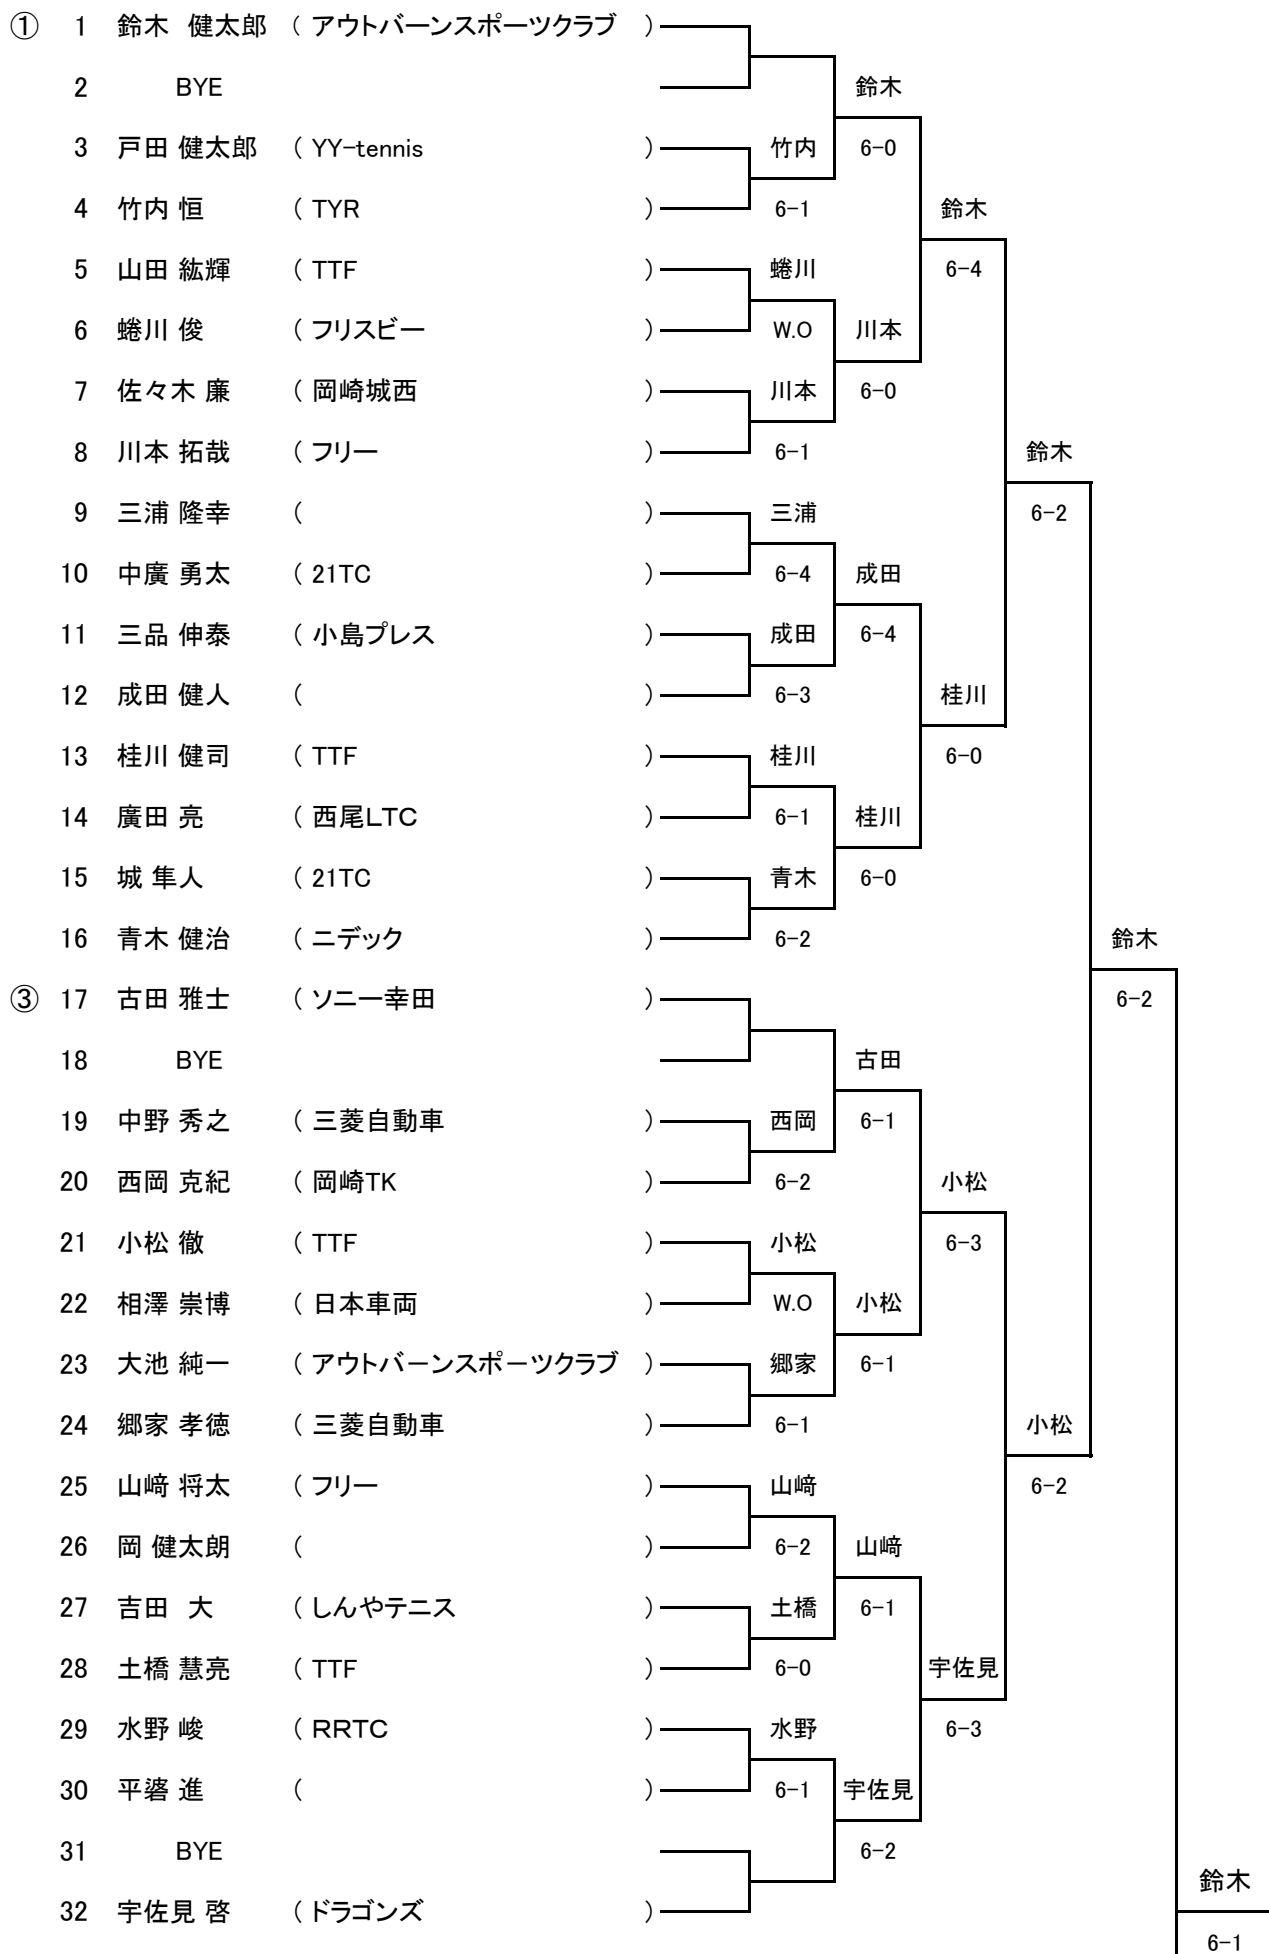 ① 1 鈴木 健太郎 ( アウトバーンスポーツクラブ )
2 BYE 鈴木
3 戸田 健太郎 ( YY-tennis ) 竹内 6-0
4 竹内 恒 ( TYR ) 6-1 鈴木
5 山田 紘輝 ( TTF ) 蜷川 6-4
6 蜷川 俊 ( フリスビー ) W.O 川本
7 佐々木 廉 ( 岡崎城西 ) 川本 6-0
8 川本 拓哉 ( フリー ) 6-1 鈴木
9 三浦 隆幸 ( ) 三浦 6-2
10 中廣 勇太 ( 21TC ) 6-4 成田
11 三品 伸泰 ( 小島プレス ) 成田 6-4
12 成田 健人 ( ) 6-3 桂川
13 桂川 健司 ( TTF ) 桂川 6-0
14 廣田 亮 ( 西尾LTC ) 6-1 桂川
15 城 隼人 ( 21TC ) 青木 6-0
16 青木 健治 ( ニデック ) 6-2 鈴木
③ 17 古田 雅士 ( ソニー幸田 ) 6-2
18 BYE 古田
19 中野 秀之 ( 三菱自動車 ) 西岡 6-1
20 西岡 克紀 ( 岡崎TK ) 6-2 小松
21 小松 徹 ( TTF ) 小松 6-3
22 相澤 崇博 ( 日本車両 ) W.O 小松
23 大池 純一 ( アウトバーンスポーツクラブ ) 郷家 6-1
24 郷家 孝徳 ( 三菱自動車 ) 6-1 小松
25 山﨑 将太 ( フリー ) 山﨑 6-2
26 岡 健太朗 ( ) 6-2 山﨑
27 吉田 大 ( しんやテニス ) 土橋 6-1
28 土橋 慧亮 ( TTF ) 6-0 宇佐見
29 水野 峻 ( RRTC ) 水野 6-3
30 平碆 進 ( ) 6-1 宇佐見
31 BYE 6-2 鈴木
32 宇佐見 啓 ( ドラゴンズ )
6-1